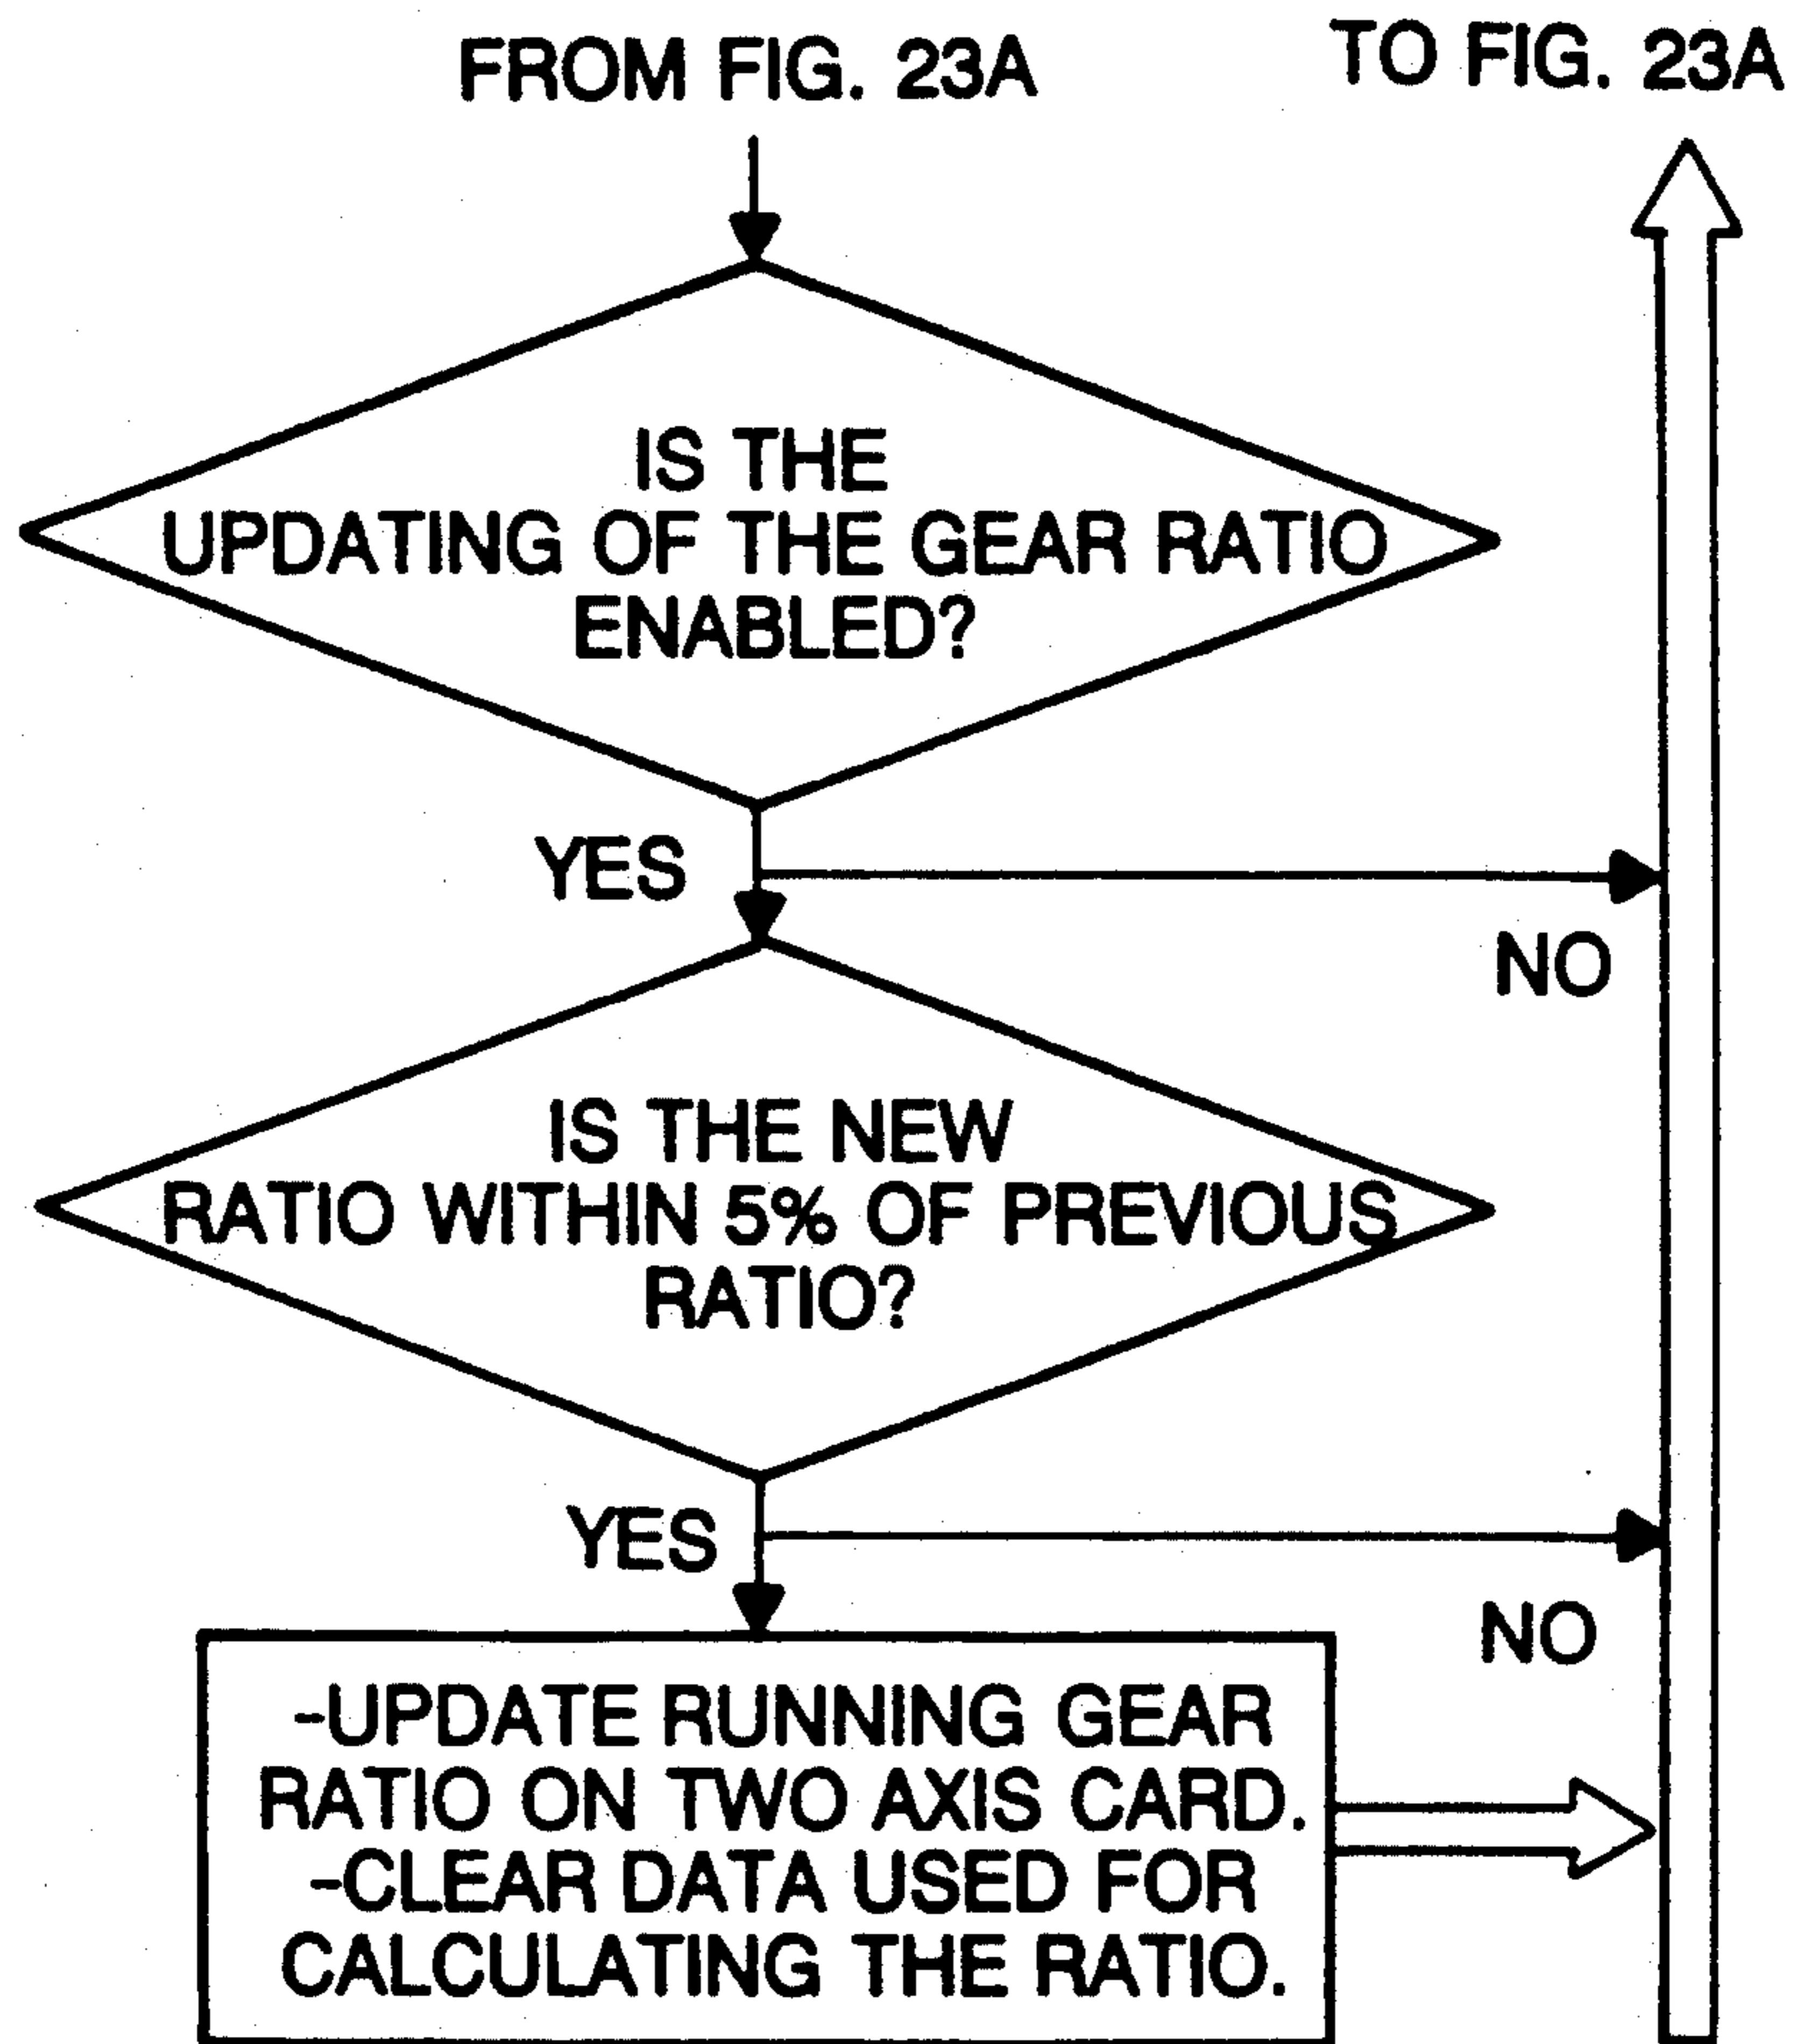 FROM FIG. 23A
TO FIG. 23A
IS THE
UPDATING OF THE GEAR RATIO
ENABLED?
YES
NO
IS THE NEW
RATIO WITHIN 5% OF PREVIOUS
RATIO?
YES
NO
-UPDATE RUNNING GEAR
RATIO ON TWO AXIS CARD.
-CLEAR DATA USED FOR
CALCULATING THE RATIO.